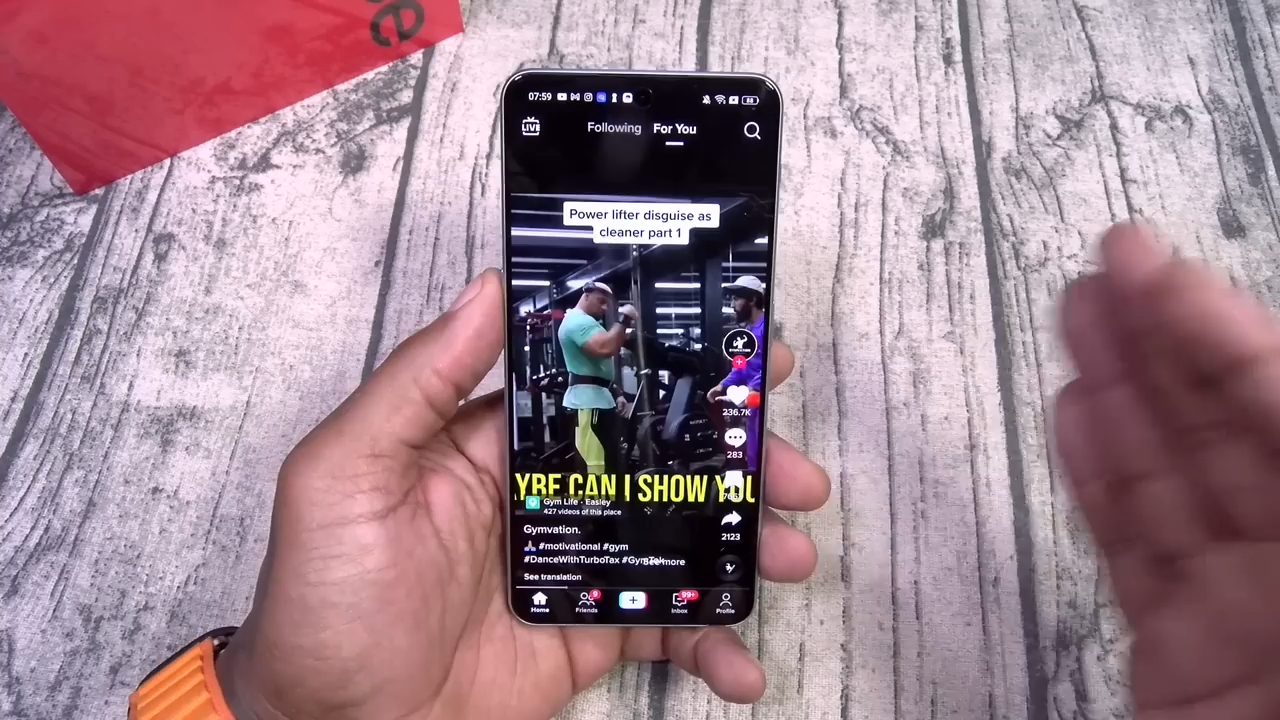 07:59
88
LIVE
Following For You
Power lifter disguise as
cleaner part 1
236.7K
283
YBE CAN I SHOW YOU
Gym Life · Easley
427 videos of this place
2123
Gymvation.
🙏 #motivational #gym
#DanceWithTurboTax #GymTok
See more
See translation
9
99+
Home
Friends
Inbox
Profile